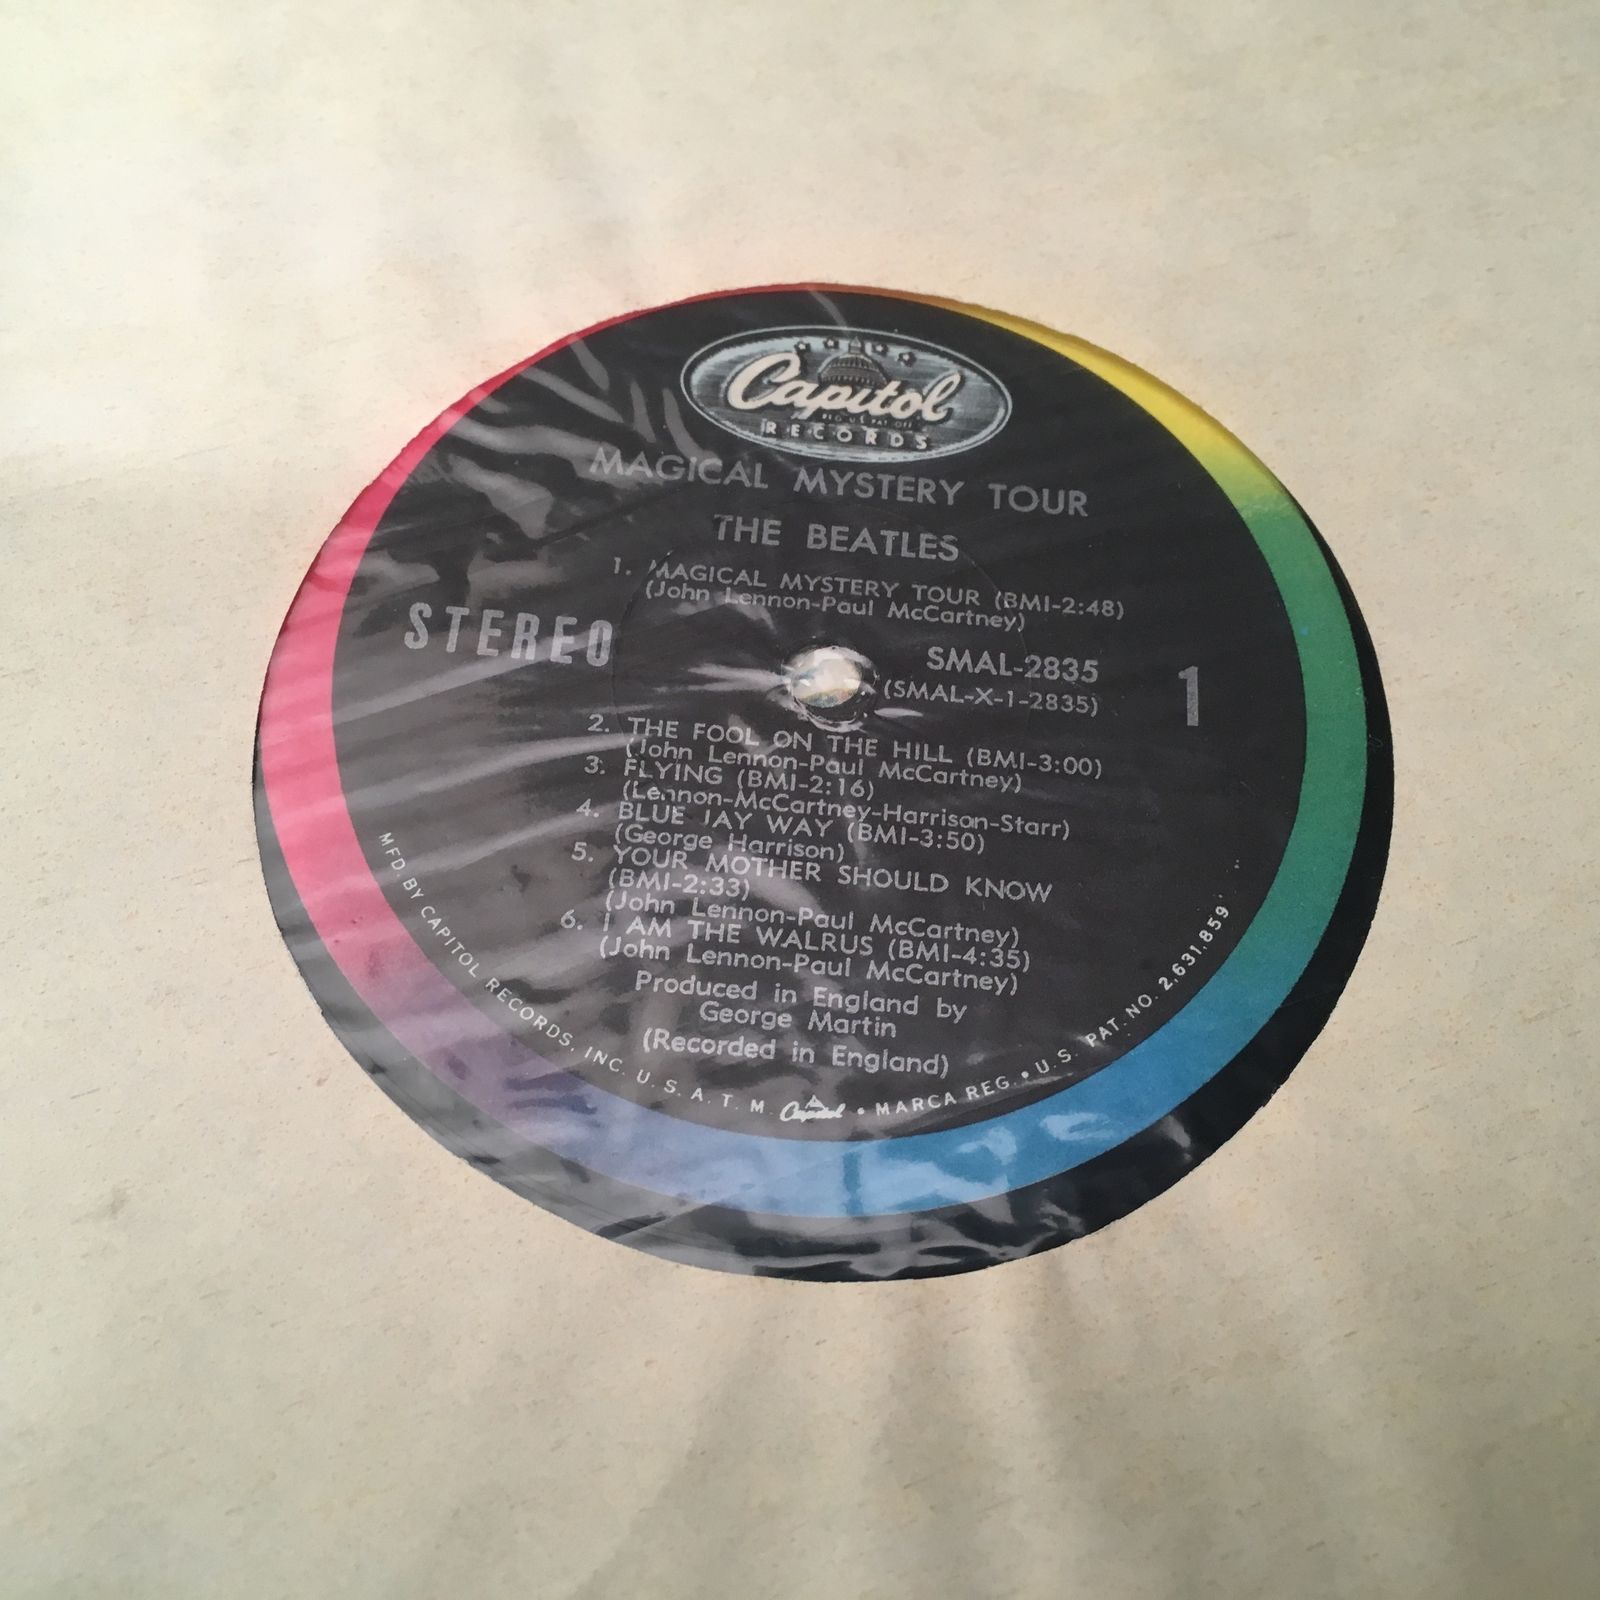 Capitol
REG. U.S. PAT. OFF.
RECORDS
MAGICAL MYSTERY TOUR
THE BEATLES
1. MAGICAL MYSTERY TOUR (BMI-2:48)
(John Lennon-Paul McCartney)
STEREO
SMAL-2835
(SMAL-X-1-2835)
1
2. THE FOOL ON THE HILL (BMI-3:00)
(John Lennon-Paul McCartney)
3. FLYING (BMI-2:16)
(Lennon-McCartney-Harrison-Starr)
4. BLUE JAY WAY (BMI-3:50)
(George Harrison)
5. YOUR MOTHER SHOULD KNOW
(BMI-2:33)
(John Lennon-Paul McCartney)
6. I AM THE WALRUS (BMI-4:35)
(John Lennon-Paul McCartney)
Produced in England by
George Martin
(Recorded in England)
MFD. BY CAPITOL RECORDS, INC. U. S. A. T. M. Capitol • MARCA REG. • U. S. PAT. NO. 2,631,859